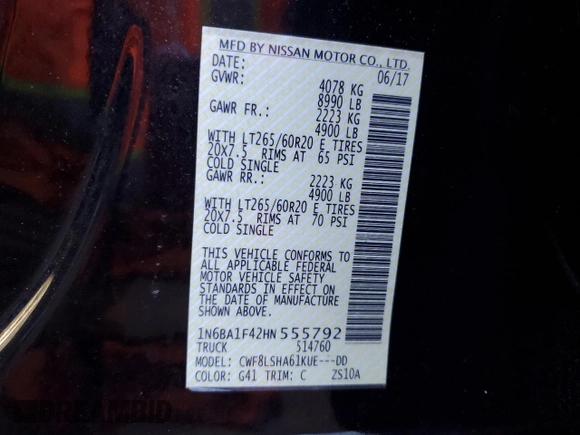 MFD BY NISSAN MOTOR CO., LTD.
DATE: 06/17
GVWR: 4078 KG
8990 LB
GAWR FR.: 2223 KG
4900 LB
WITH LT265/60R20 E TIRES
20X7.5 RIMS AT 65 PSI
COLD SINGLE
GAWR RR.: 2223 KG
4900 LB
WITH LT265/60R20 E TIRES
20X7.5 RIMS AT 70 PSI
COLD SINGLE
THIS VEHICLE CONFORMS TO
ALL APPLICABLE FEDERAL
MOTOR VEHICLE SAFETY
STANDARDS IN EFFECT ON
THE DATE OF MANUFACTURE
SHOWN ABOVE.
1N6BA1F42HN555792
TRUCK 514760
MODEL: CWF8LSHA61KUE---DD
COLOR: G41 TRIM: C ZS10A
DREAMBID